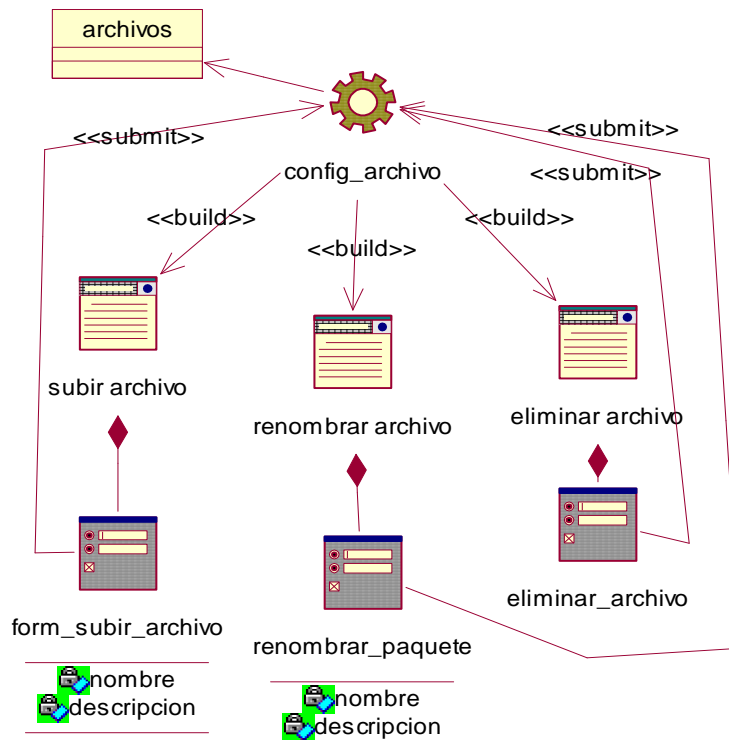 archivos
<<submit>>
<<submit>>
<<submit>>
config_archivo
<<build>>
<<build>>
<<build>>
subir archivo
renombrar archivo
eliminar archivo
form_subir_archivo
renombrar_paquete
eliminar_archivo
nombre
descripcion
nombre
descripcion